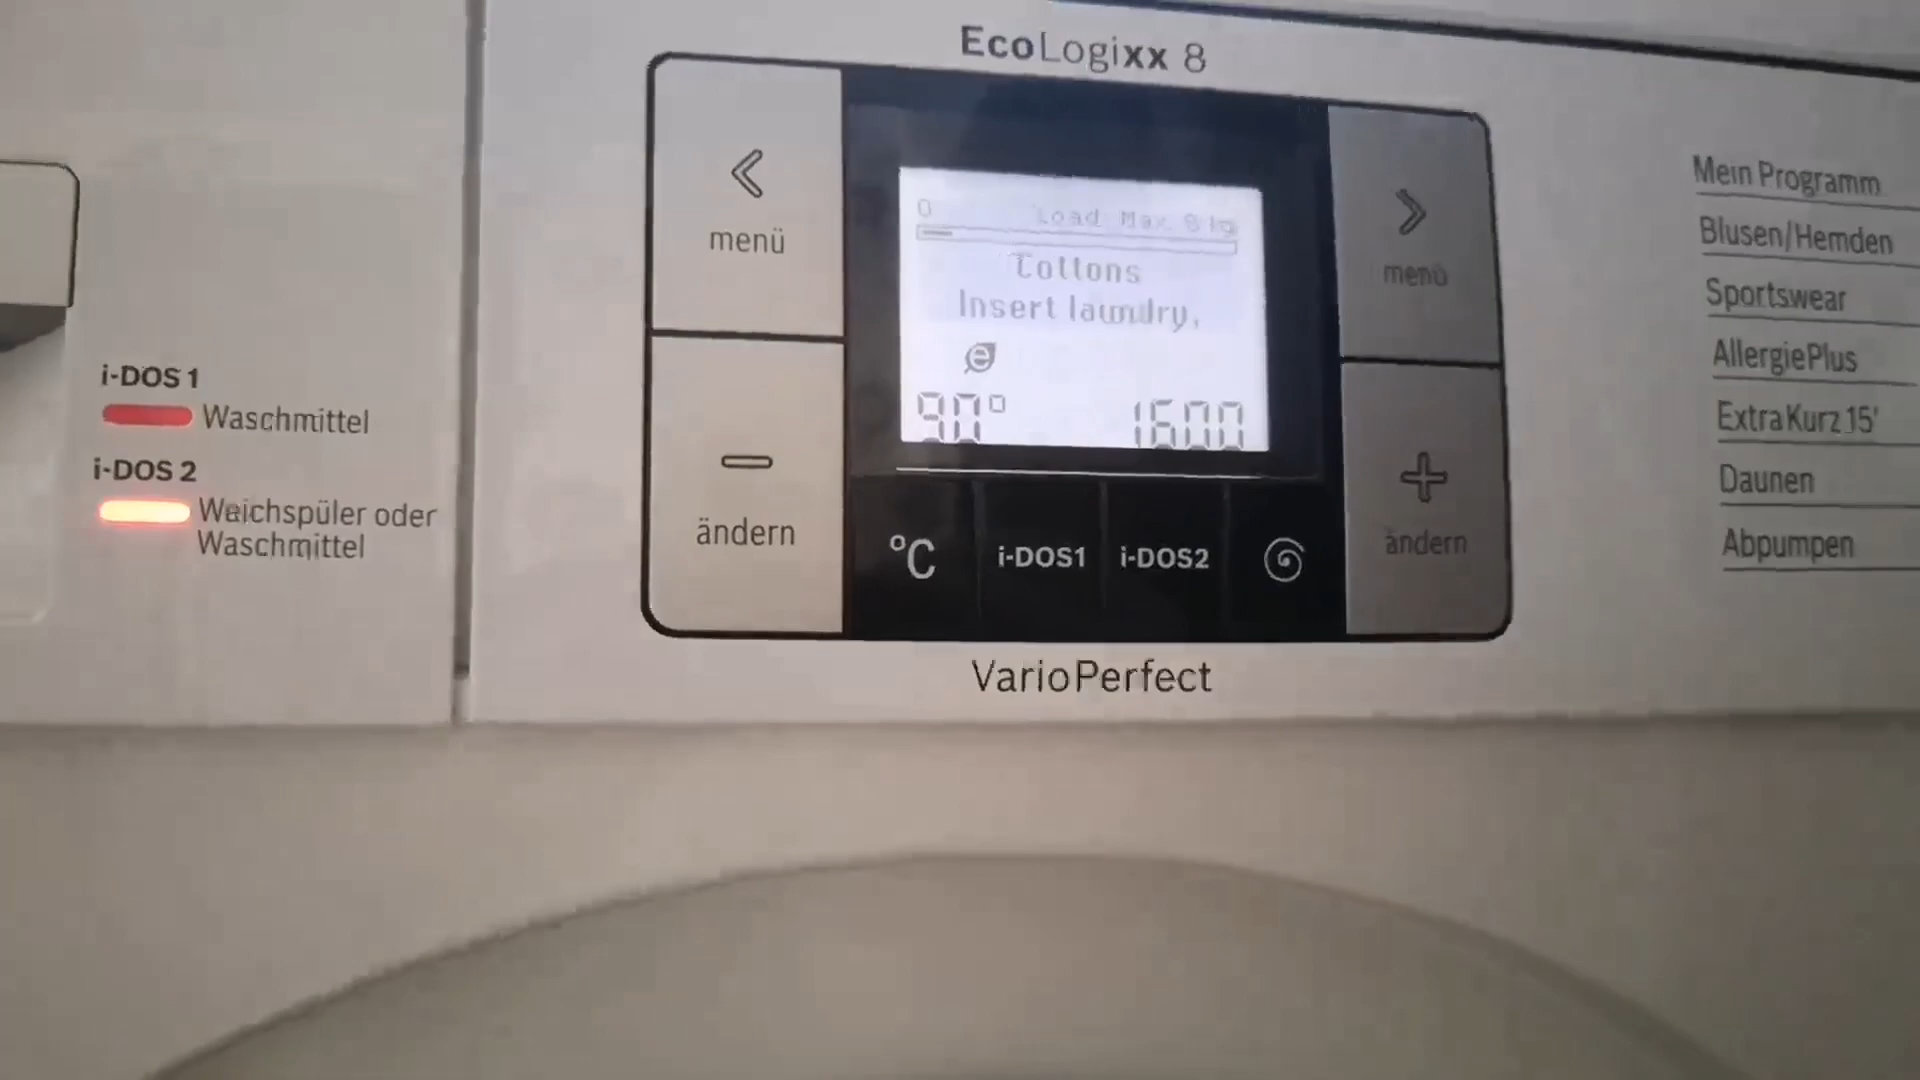 EcoLogixx 8
menü
menü
0 Load Max. 8 kg
Cottons
Insert laundry.
e
90° 1600
ändern
ändern
°C i-DOS1 i-DOS2
VarioPerfect
i-DOS 1
Waschmittel
i-DOS 2
Weichspüler oder
Waschmittel
Mein Programm
Blusen/Hemden
Sportswear
AllergiePlus
ExtraKurz 15'
Daunen
Abpumpen